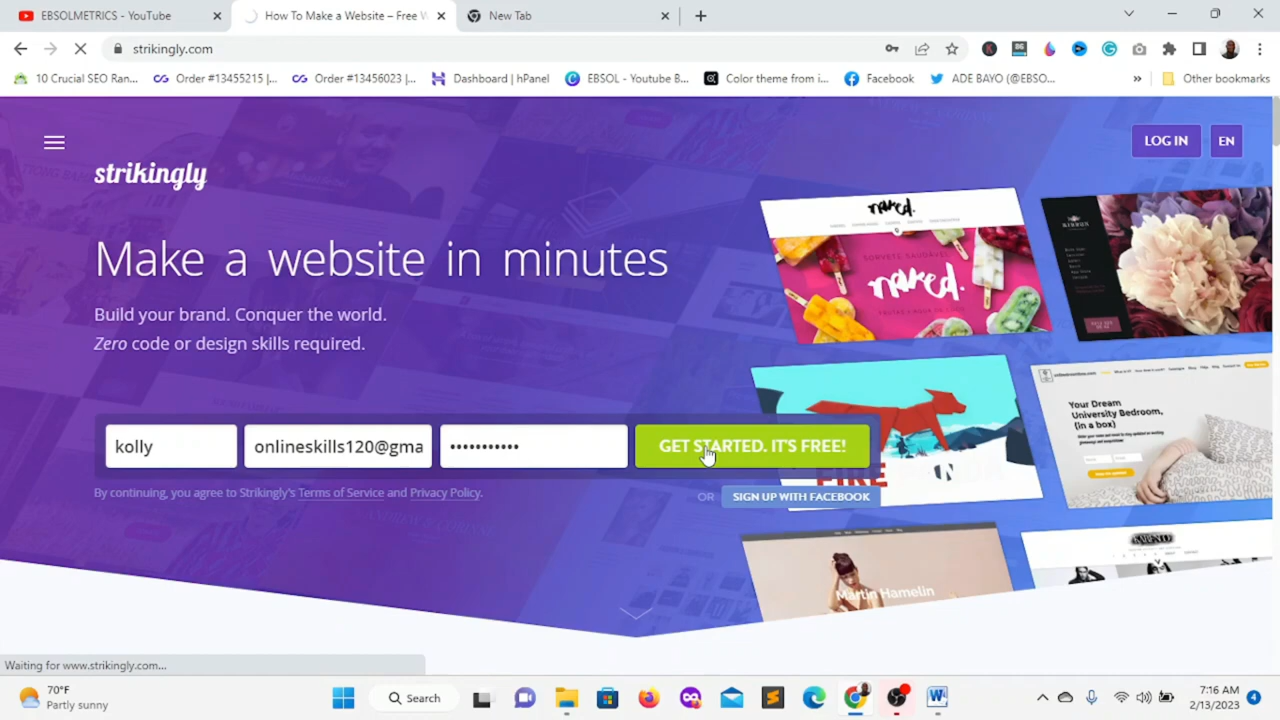 EBSOLMETRICS - YouTube
How To Make a Website – Free W
New Tab
strikingly.com
10 Crucial SEO Ran...
Order #13455215 |...
Order #13456023 |...
Dashboard | hPanel
EBSOL - Youtube B...
Color theme from i...
Facebook
ADE BAYO (@EBSO...
»
Other bookmarks
LOG IN
EN
strikingly
Make a website in minutes
Build your brand. Conquer the world.
Zero code or design skills required.
kolly
onlineskills120@gma
•••••••••••
GET STARTED. IT'S FREE!
By continuing, you agree to Strikingly's Terms of Service and Privacy Policy.
OR
SIGN UP WITH FACEBOOK
naked.
SORVETE SAUDÁVEL
naked.
FRUTAS
Your Dream
University Bedroom,
(in a box)
Martin Hamelin
Waiting for www.strikingly.com...
70°F
Partly sunny
Search
7:16 AM
2/13/2023
4